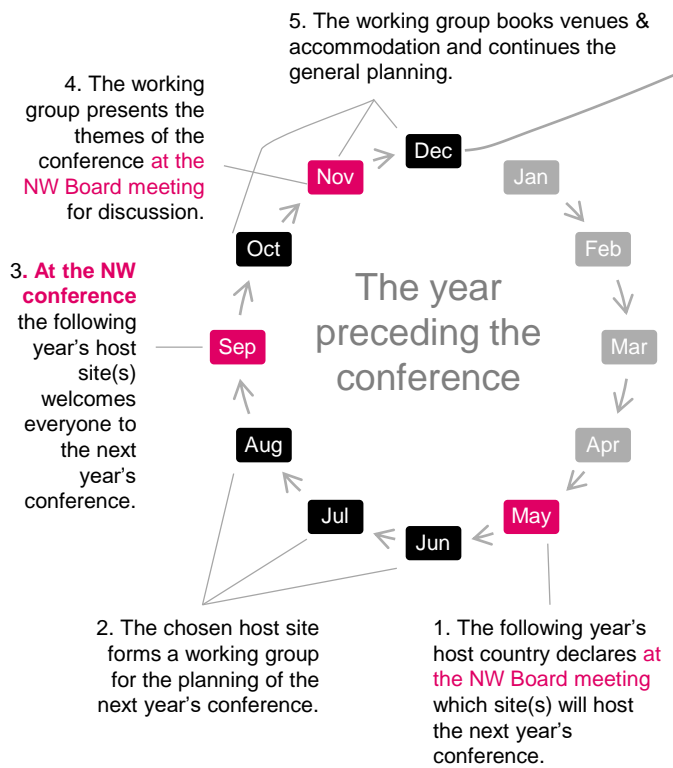 5. The working group books venues &
accommodation and continues the
general planning.
4. The working
group presents the
themes of the
conference at the
NW Board meeting
for discussion.
Dec
Nov
Jan
Oct
Feb
3. At the NW
conference
the following
year's host
site(s)
welcomes
everyone to
the next
year's
conference.
The year
preceding the
conference
Sep
Mar
Aug
Apr
Jul
May
Jun
2. The chosen host site
forms a working group
for the planning of the
next year's conference.
1. The following year's
host country declares at
the NW Board meeting
which site(s) will host
the next year's
conference.